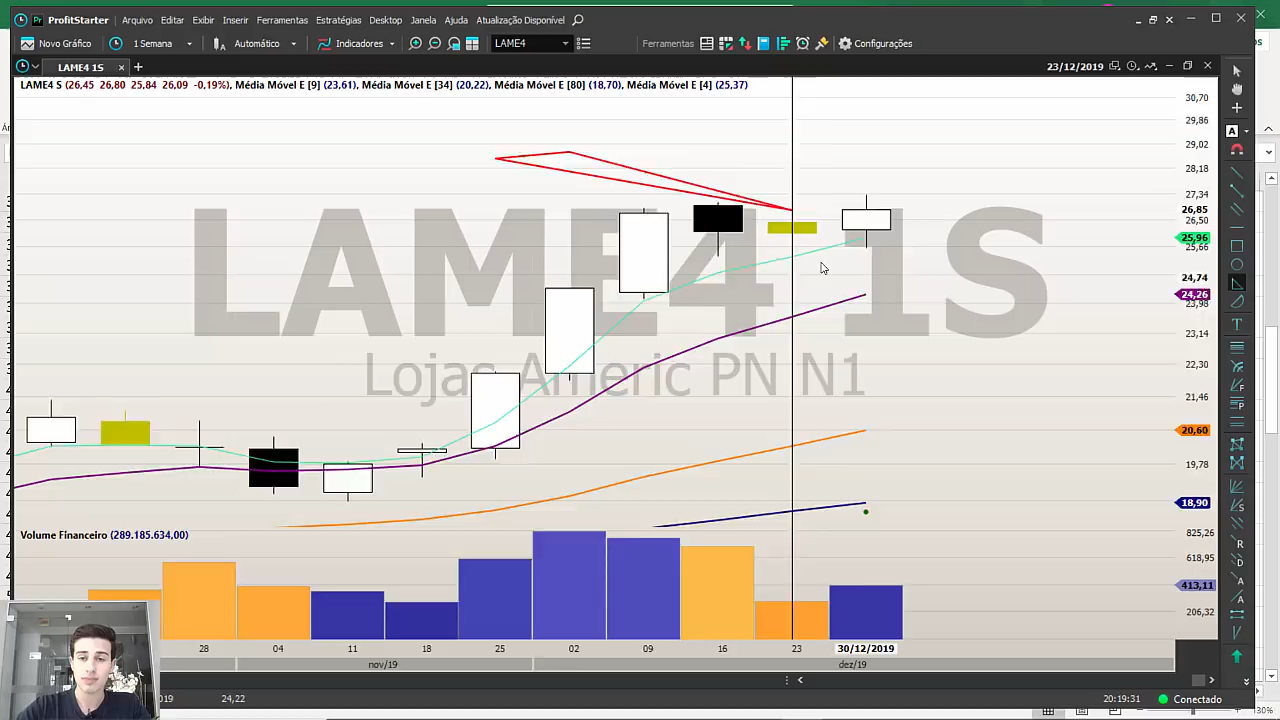 ProfitStarter Arquivo Editar Exibir Inserir Ferramentas Estratégias Desktop Janela Ajuda Atualização Disponível
Novo Gráfico 1 Semana Automático Indicadores LAME4 Ferramentas Configurações
LAME4 1S 23/12/2019
LAME4 S (26,45 26,80 25,84 26,09 -0,19%), Média Móvel E [9] (23,61), Média Móvel E [34] (20,22), Média Móvel E [80] (18,70), Média Móvel E [4] (25,37)
30,70
29,86
29,02
28,18
27,34
26,85
26,50
25,96
25,66
24,74
24,26
23,98
23,14
22,30
21,46
20,60
19,78
18,90
LAME4 1S
Lojas Americ PN N1
Volume Financeiro (289.185.634,00)
825,26
618,95
413,11
206,32
28 04 11 18 25 02 09 16 23 30/12/2019
nov/19 dez/19
2019 24,22 20:19:31 Conectado
30%